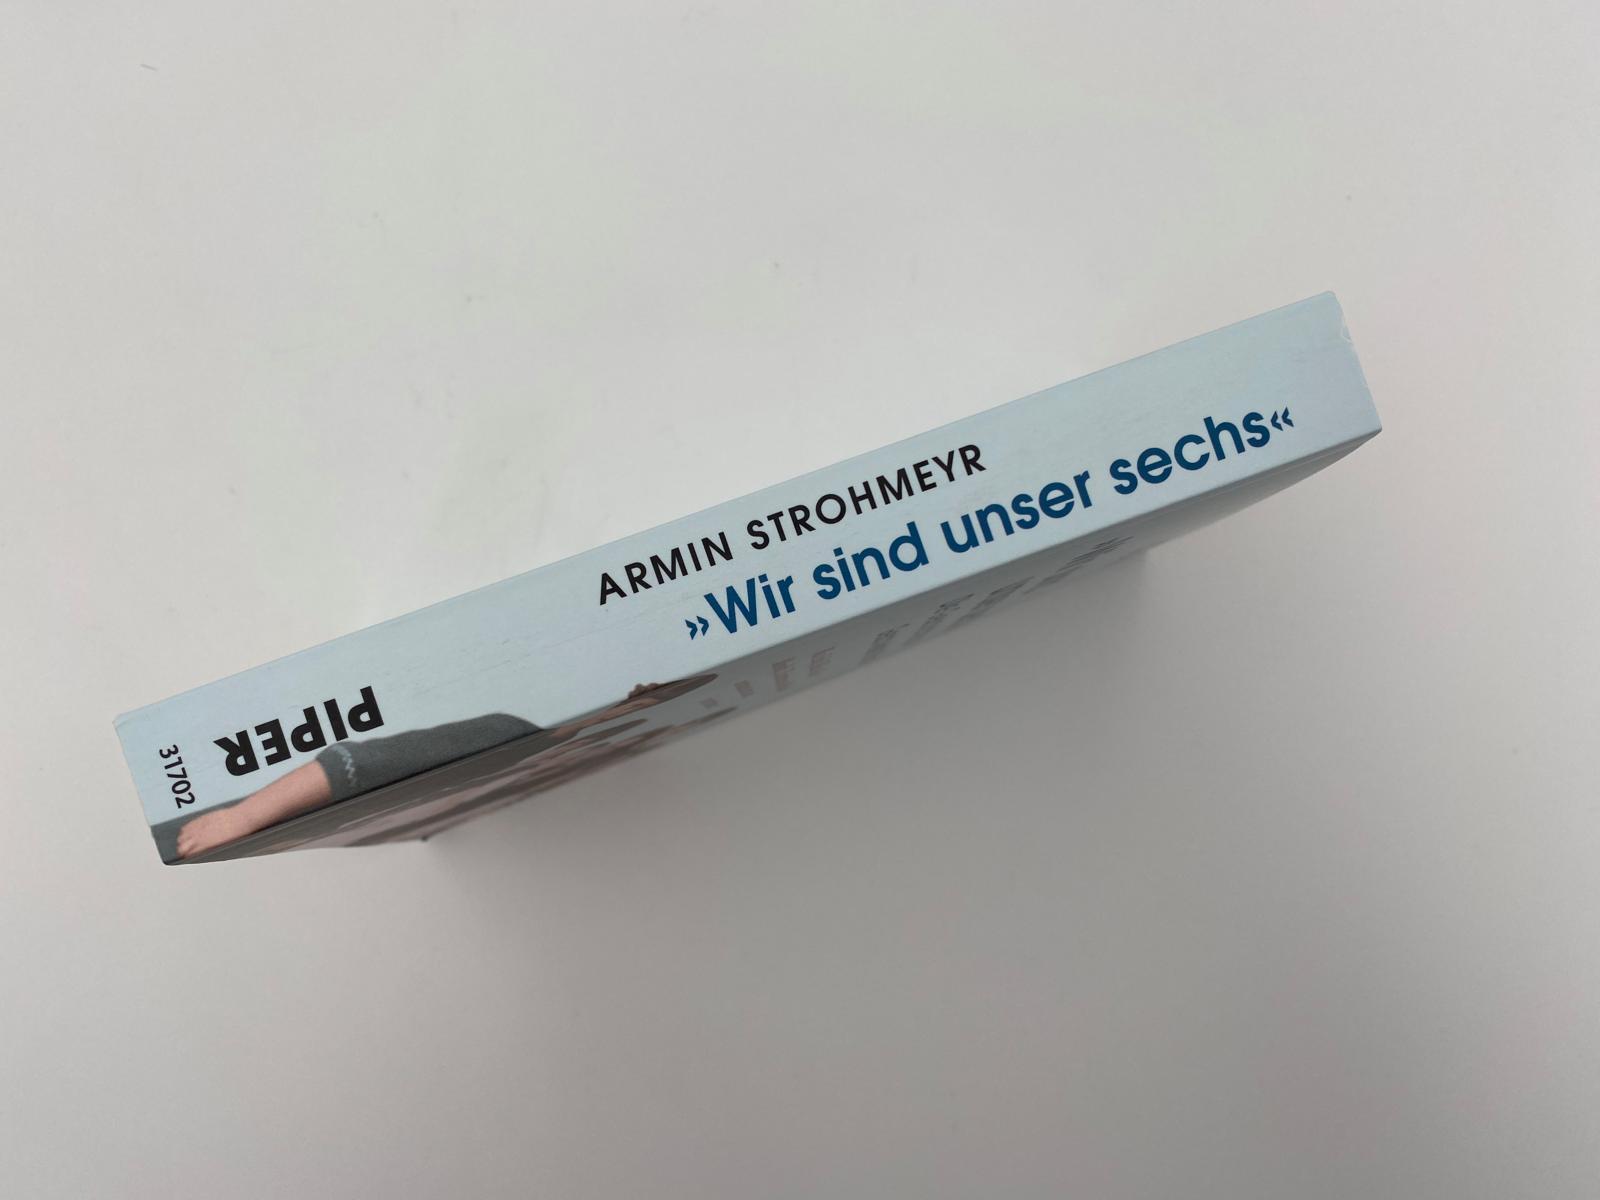 ARMIN STROHMEYR
»Wir sind unser sechs«
PIPER
31702